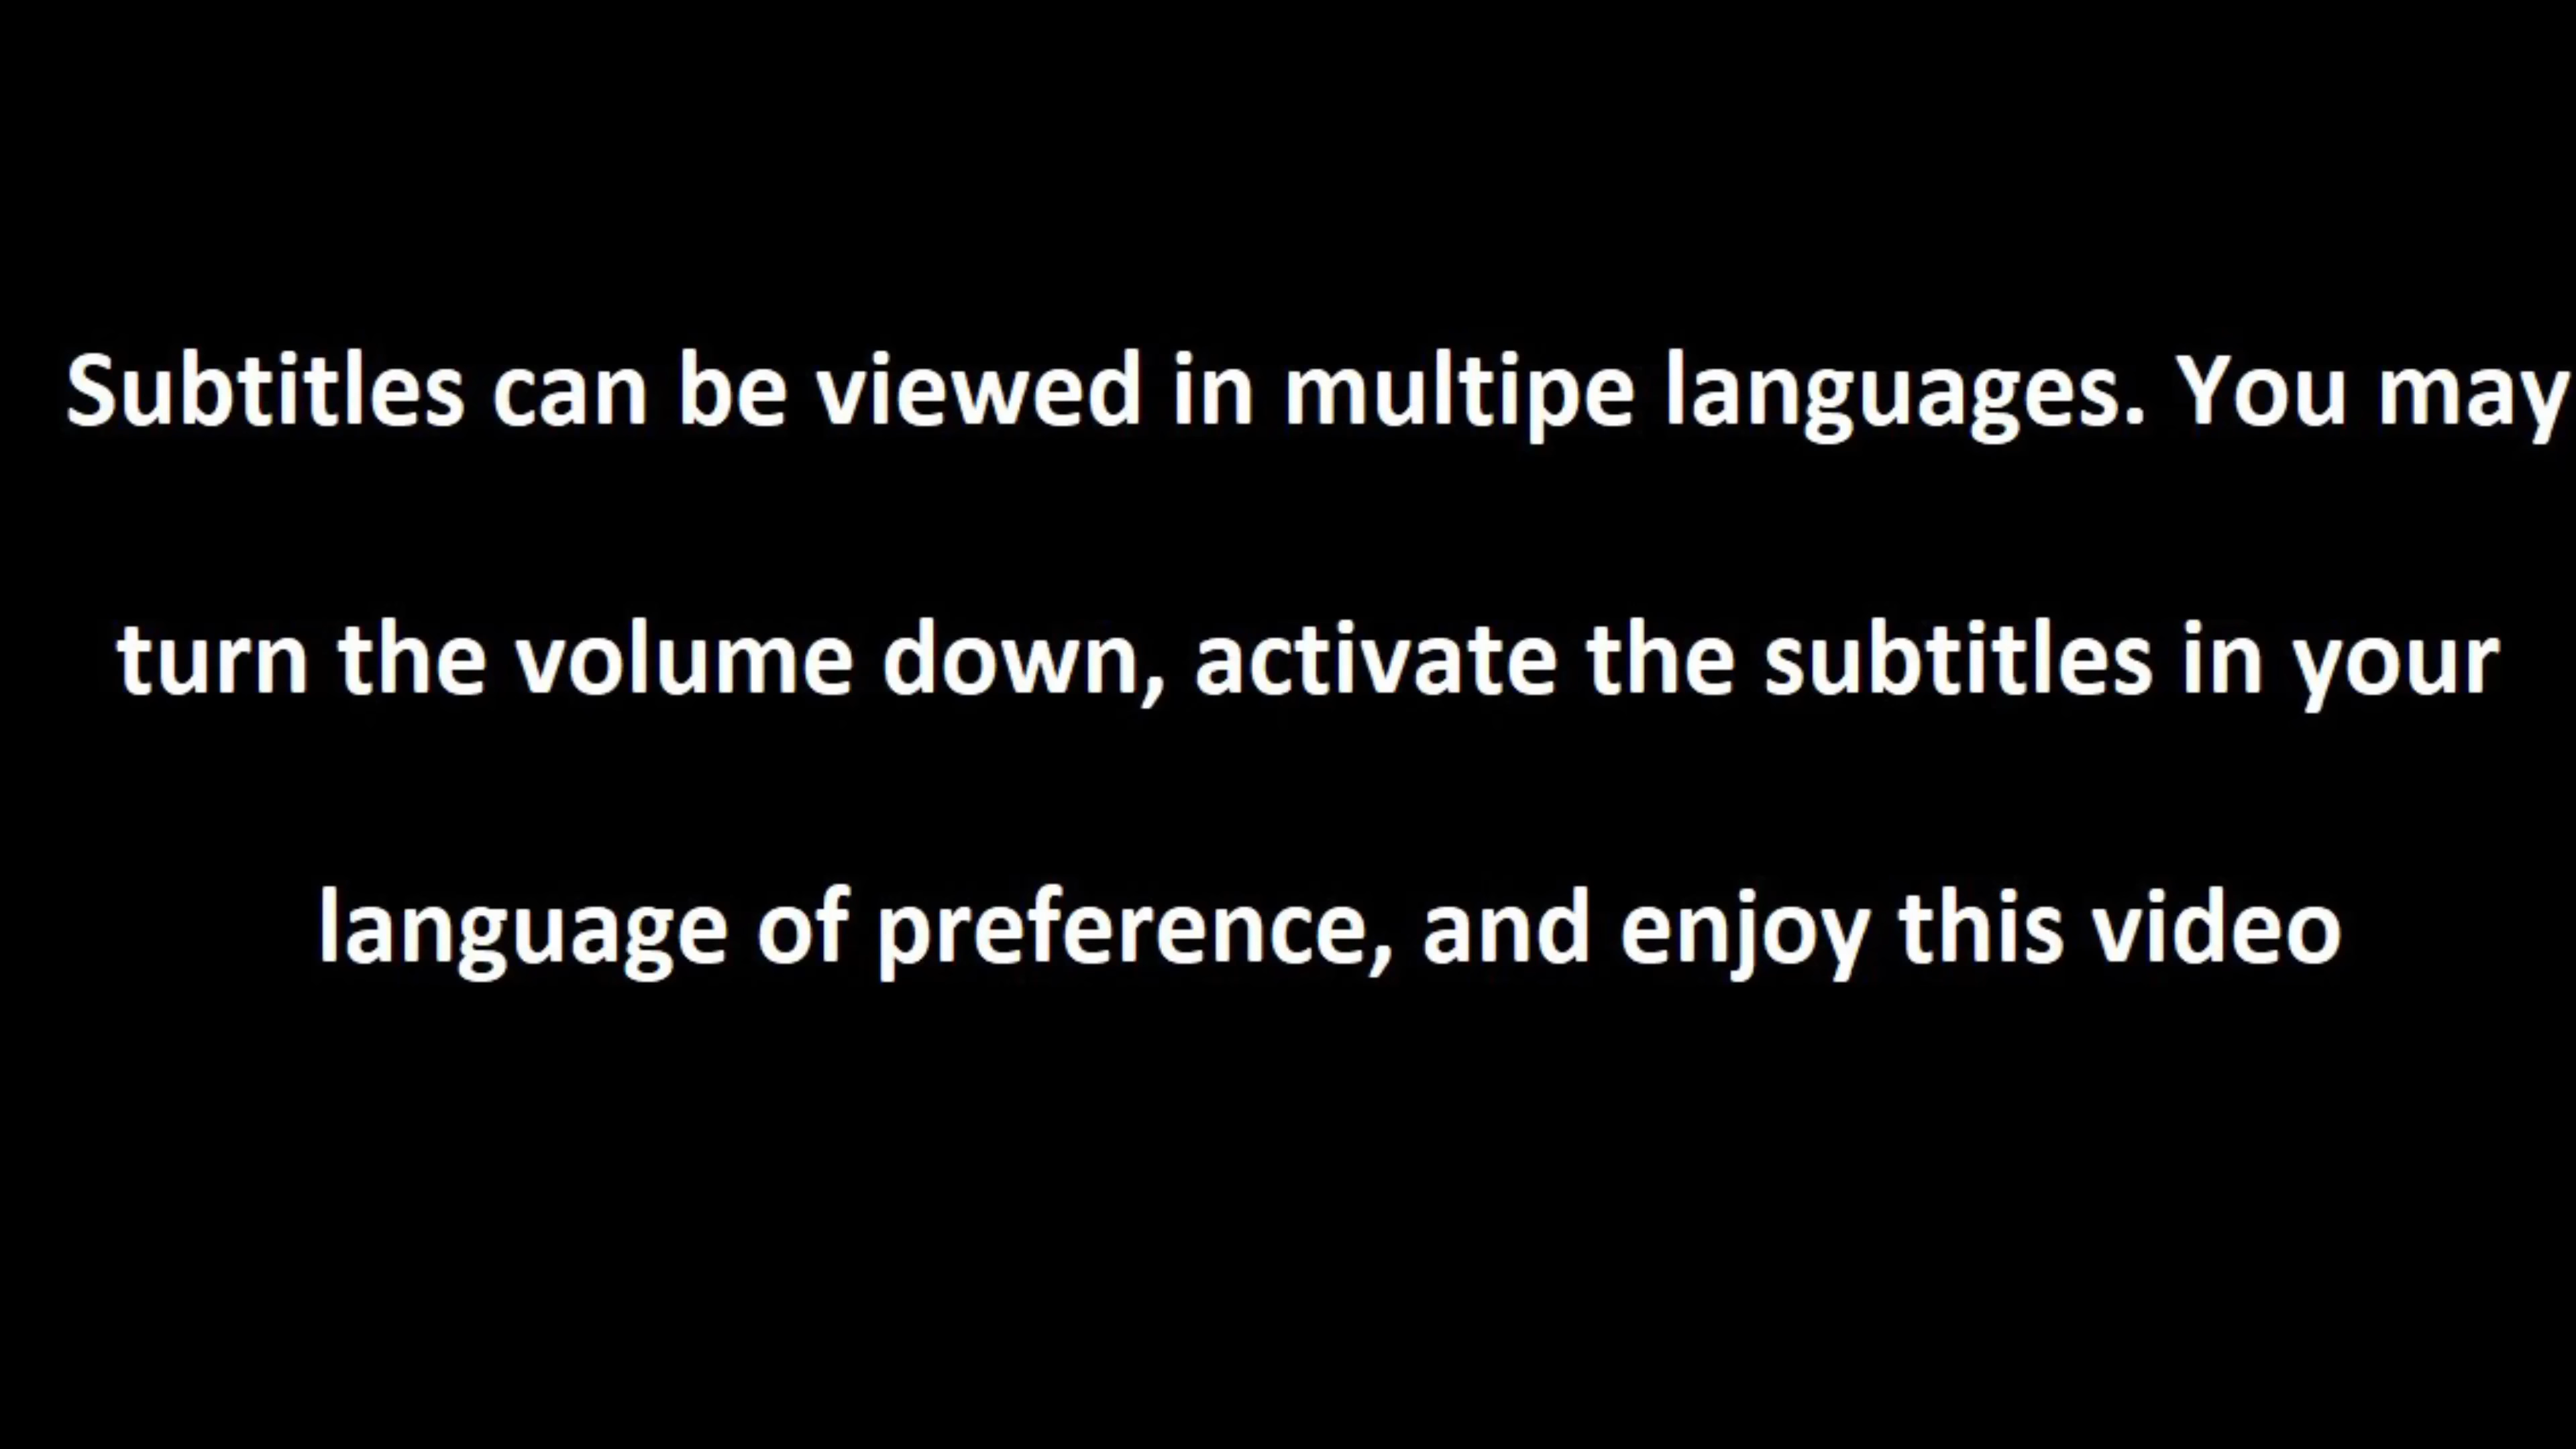 Subtitles can be viewed in multipe languages. You may
turn the volume down, activate the subtitles in your
language of preference, and enjoy this video